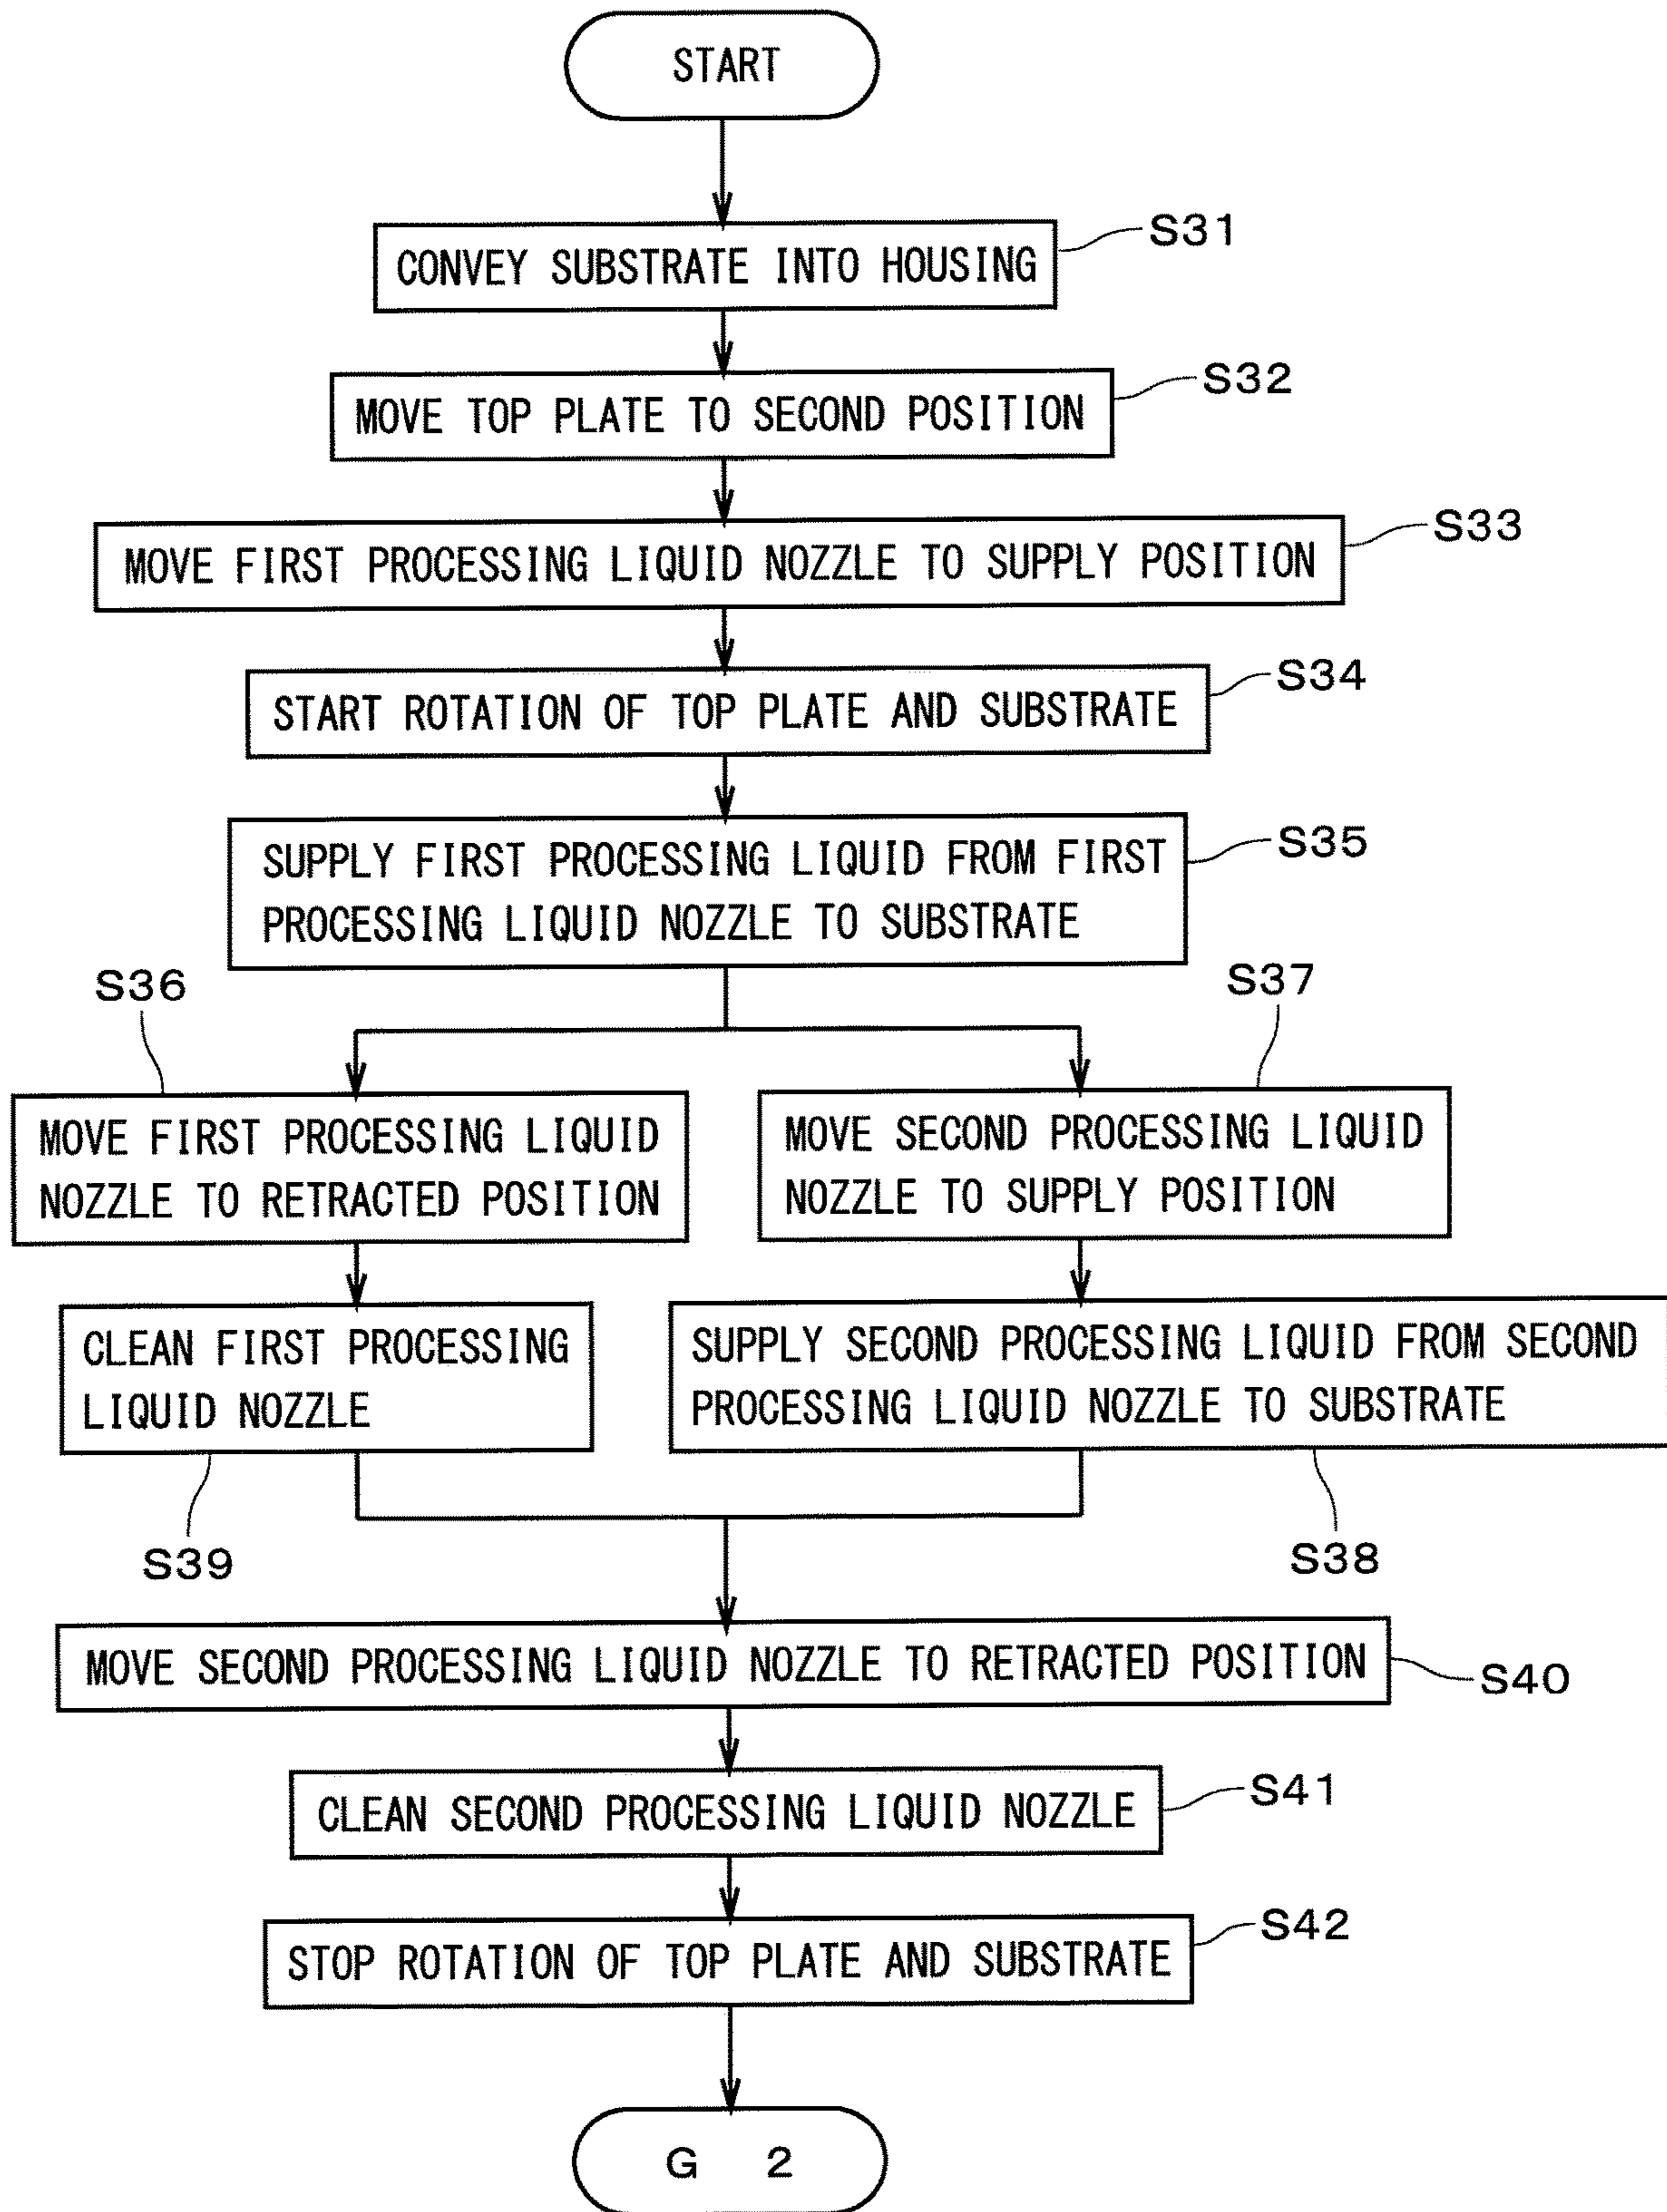 START
S31
CONVEY SUBSTRATE INTO HOUSING
S32
MOVE TOP PLATE TO SECOND POSITION
S33
MOVE FIRST PROCESSING LIQUID NOZZLE TO SUPPLY POSITION
S34
START ROTATION OF TOP PLATE AND SUBSTRATE
S35
SUPPLY FIRST PROCESSING LIQUID FROM FIRST
PROCESSING LIQUID NOZZLE TO SUBSTRATE
S36
MOVE FIRST PROCESSING LIQUID
NOZZLE TO RETRACTED POSITION
S37
MOVE SECOND PROCESSING LIQUID
NOZZLE TO SUPPLY POSITION
CLEAN FIRST PROCESSING
LIQUID NOZZLE
S39
SUPPLY SECOND PROCESSING LIQUID FROM SECOND
PROCESSING LIQUID NOZZLE TO SUBSTRATE
S38
MOVE SECOND PROCESSING LIQUID NOZZLE TO RETRACTED POSITION
S40
CLEAN SECOND PROCESSING LIQUID NOZZLE
S41
STOP ROTATION OF TOP PLATE AND SUBSTRATE
S42
G 2